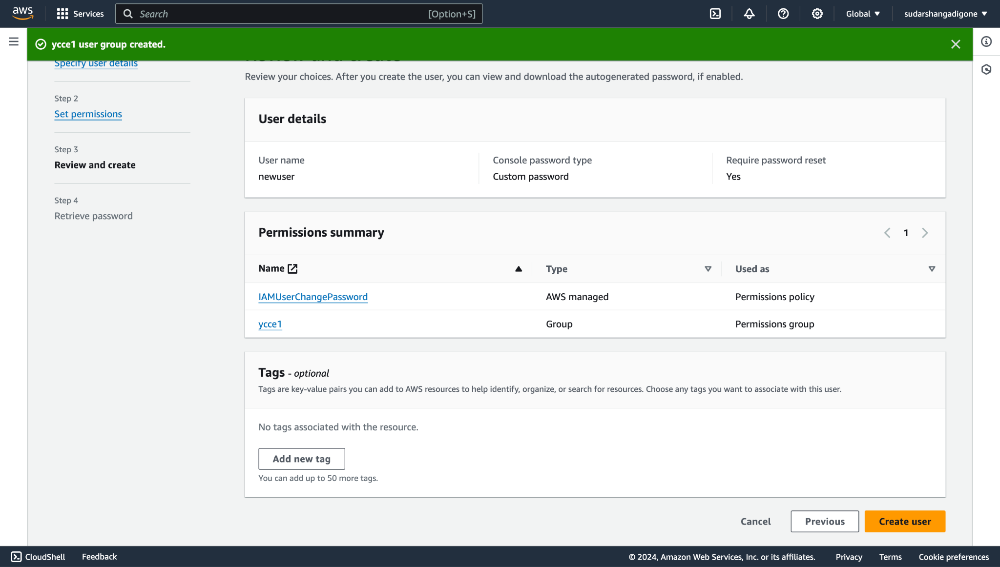 aws
Services
Search
[Option+S]
Global
sudarshangadigone
ycce1 user group created.
Specify user details
Step 2
Set permissions
Step 3
Review and create
Step 4
Retrieve password
Review and create
Review your choices. After you create the user, you can view and download the autogenerated password, if enabled.
User details
User name
newuser
Console password type
Custom password
Require password reset
Yes
Permissions summary
1
Name
Type
Used as
IAMUserChangePassword
AWS managed
Permissions policy
ycce1
Group
Permissions group
Tags - optional
Tags are key-value pairs you can add to AWS resources to help identify, organize, or search for resources. Choose any tags you want to associate with this user.
No tags associated with the resource.
Add new tag
You can add up to 50 more tags.
Cancel
Previous
Create user
CloudShell
Feedback
© 2024, Amazon Web Services, Inc. or its affiliates.
Privacy
Terms
Cookie preferences